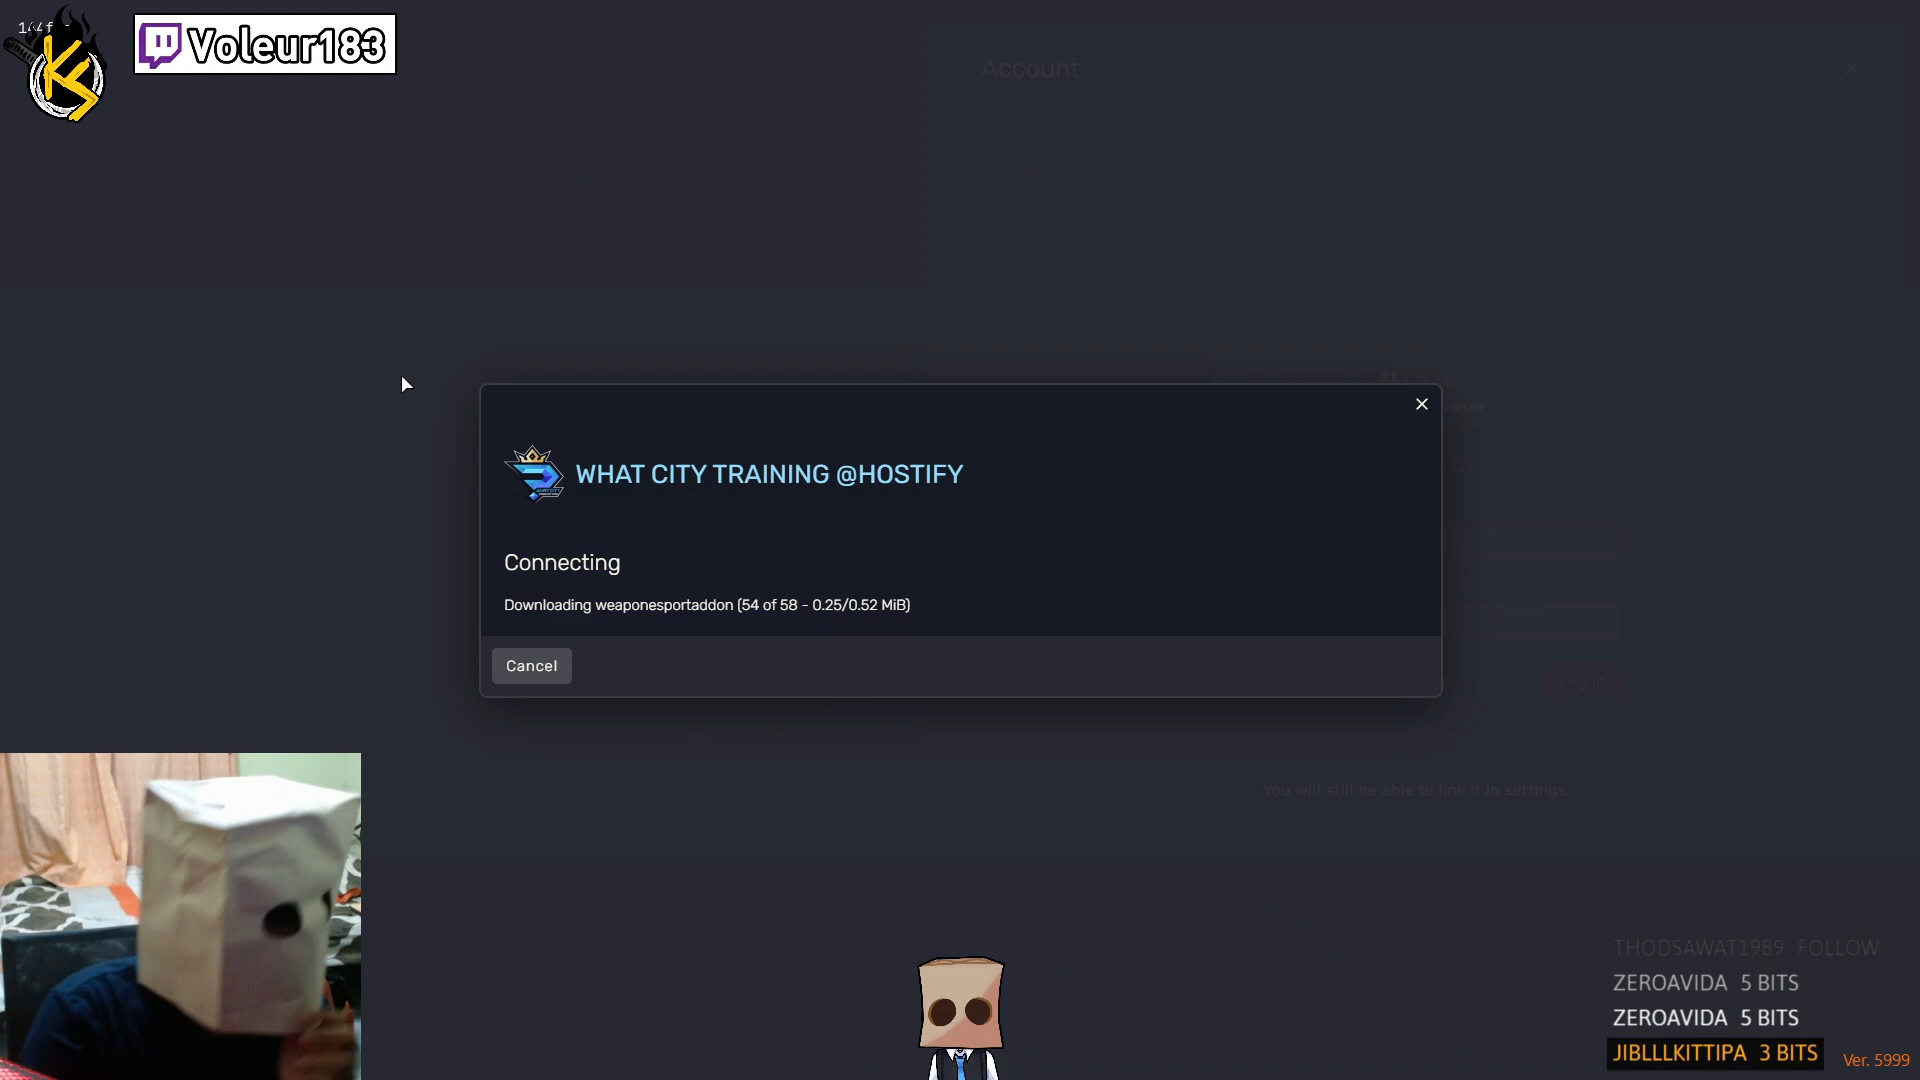 Voleur183
Account
WHAT CITY TRAINING @HOSTIFY
Connecting
Downloading weaponesportaddon (54 of 58 - 0.25/0.52 MiB)
Cancel
Log in
You will still be able to link it in settings
THODSAWAT1989 FOLLOW
ZEROAVIDA 5 BITS
ZEROAVIDA 5 BITS
JIBLLLKITTIPA 3 BITS
Ver. 5999